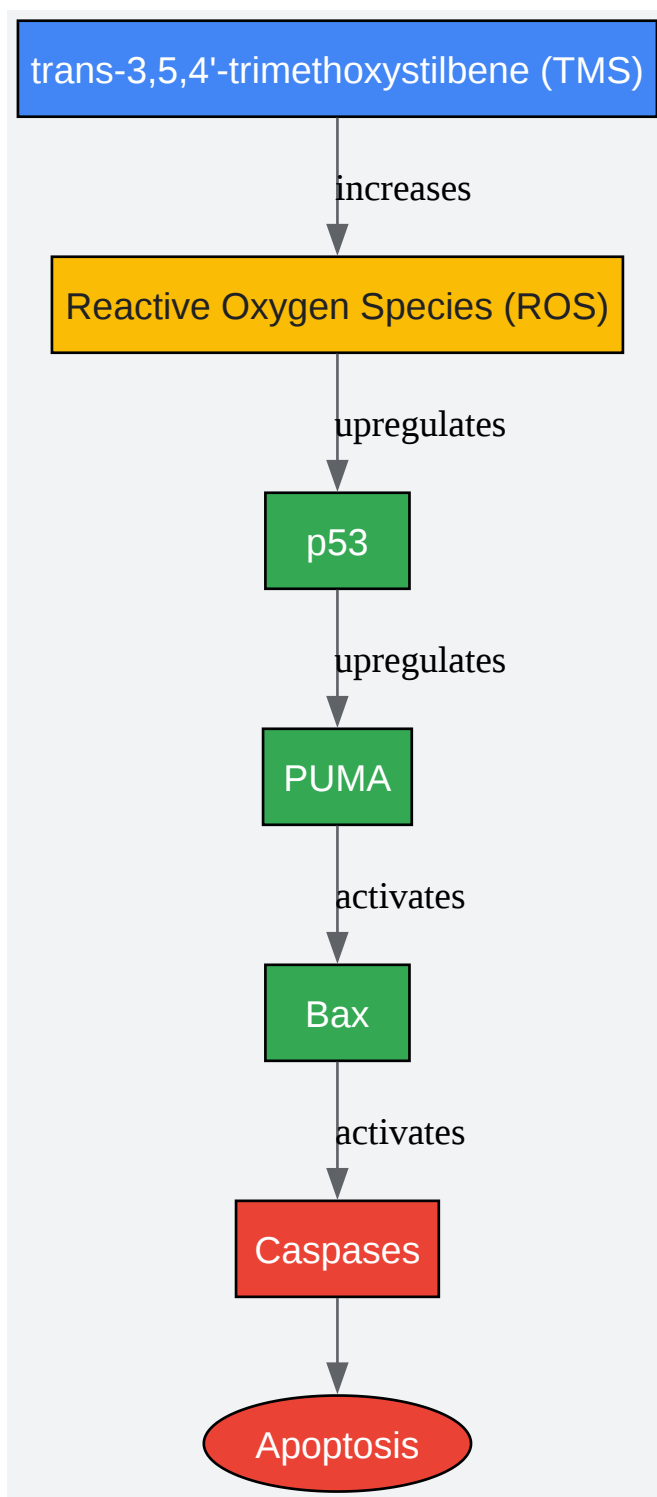 trans-3,5,4'-trimethoxystilbene (TMS)
increases
Reactive Oxygen Species (ROS)
upregulates
p53
upregulates
PUMA
activates
Bax
activates
Caspases
Apoptosis